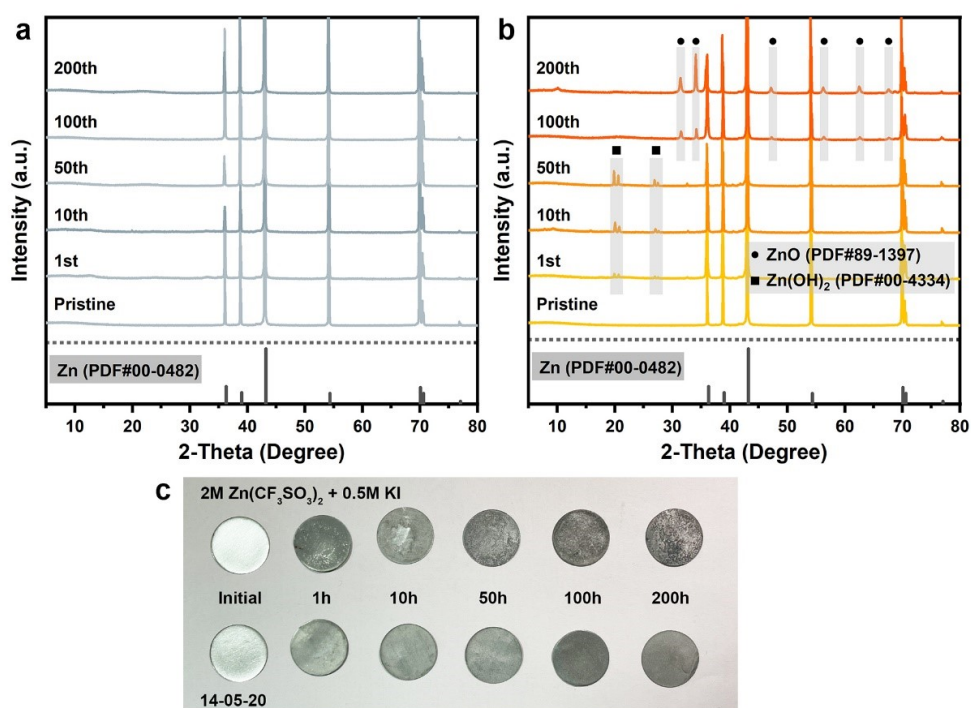 a
200th
100th
50th
10th
1st
Pristine
Zn (PDF#00-0482)
Intensity (a.u.)
10 20 30 40 50 60 70 80
2-Theta (Degree)
b
200th
100th
50th
10th
1st
Pristine
● ZnO (PDF#89-1397)
■ Zn(OH)₂ (PDF#00-4334)
Zn (PDF#00-0482)
Intensity (a.u.)
10 20 30 40 50 60 70 80
2-Theta (Degree)
c
2M Zn(CF₃SO₃)₂ + 0.5M KI
Initial 1h 10h 50h 100h 200h
14-05-20